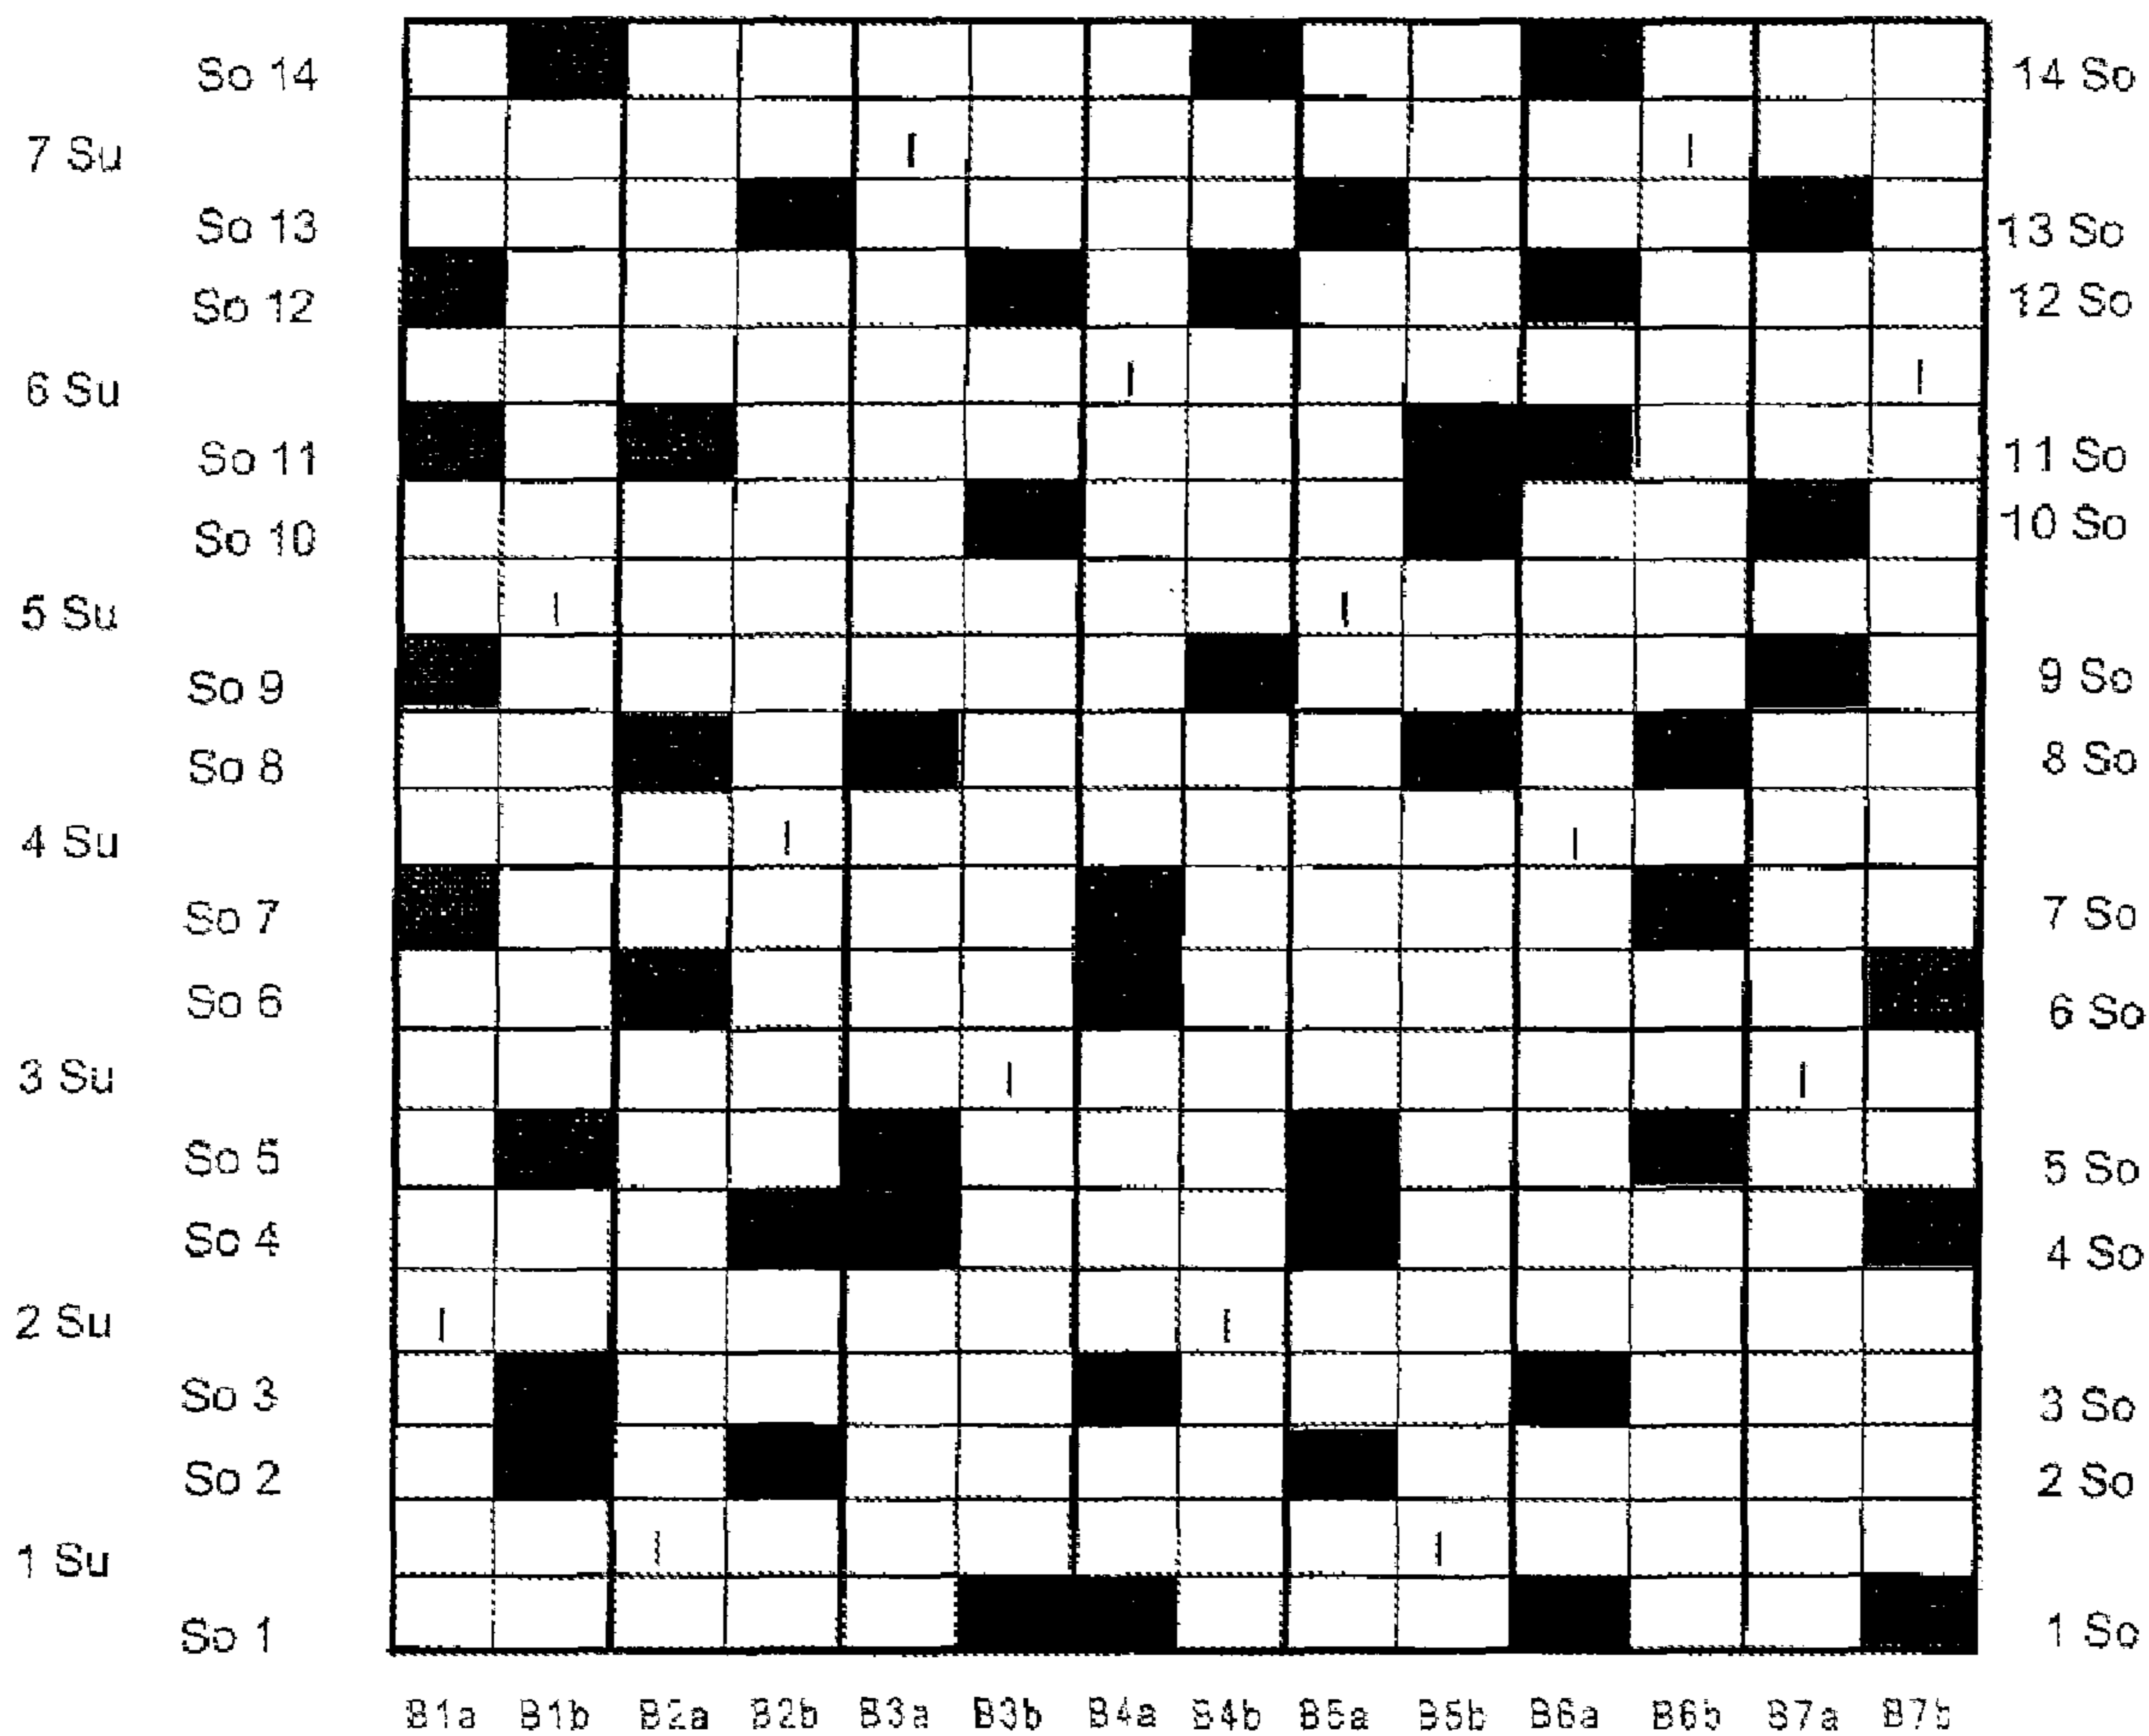 So 14 14 So
7 Su
So 13 13 So
So 12 12 So
6 Su
So 11 11 So
So 10 10 So
5 Su
So 9 9 So
So 8 8 So
4 Su
So 7 7 So
So 6 6 So
3 Su
So 5 5 So
So 4 4 So
2 Su
So 3 3 So
So 2 2 So
1 Su
So 1 1 So
B1a B1b B2a B2b B3a B3b B4a B4b B5a B5b B6a B6b B7a B7b